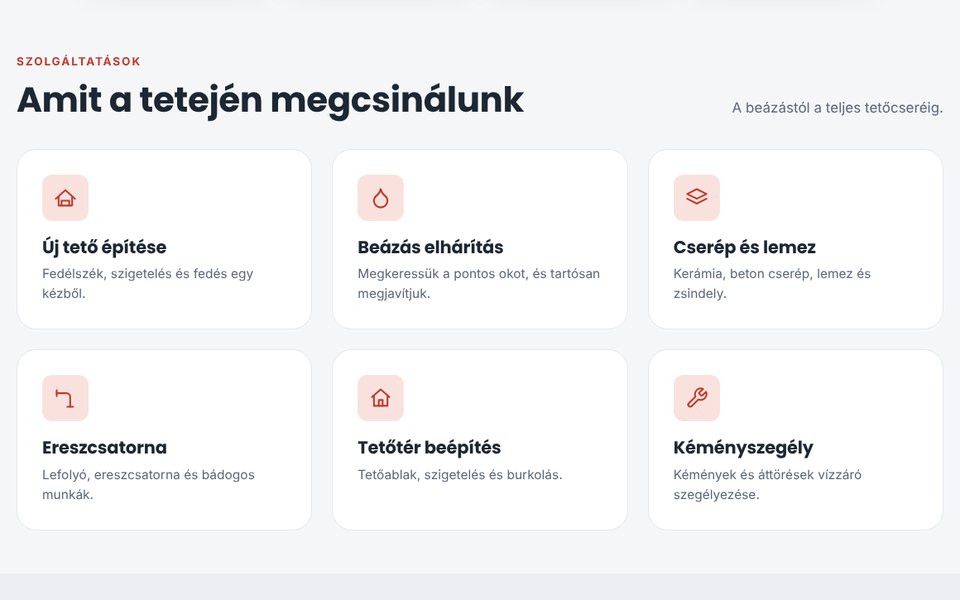 SZOLGÁLTATÁSOK
Amit a tetején megcsinálunk
A beázástól a teljes tetőcseréig.
Új tető építése
Fedélszék, szigetelés és fedés egy
kézből.
Beázás elhárítás
Megkeressük a pontos okot, és tartósan
megjavítjuk.
Cserép és lemez
Kerámia, beton cserép, lemez és
zsindely.
Ereszcsatorna
Lefolyó, ereszcsatorna és bádogos
munkák.
Tetőtér beépítés
Tetőablak, szigetelés és burkolás.
Kéményszegély
Kémények és áttörések vízzáró
szegélyezése.